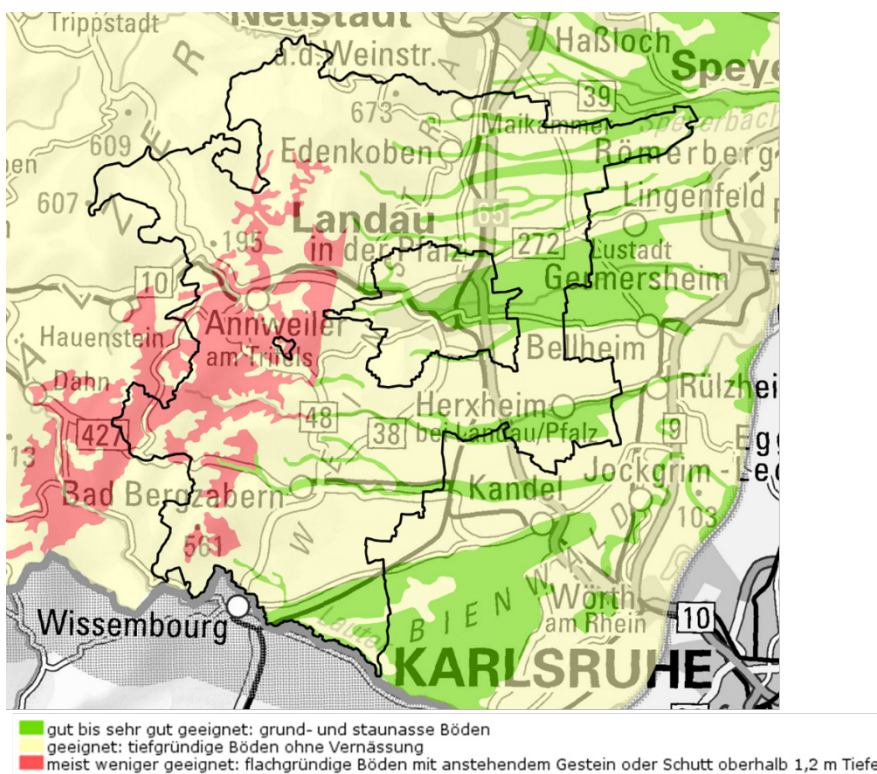 Neustadt
Trippstadt
a.d.Weinstr.
Haßloch
Speye
39
673
Maikammer
Speyerbach
609
Edenkoben
Römerberg
607
Lingenfeld
Landau
65
in der Pfalz
195
272
Lustadt
Germersheim
10
Hauenstein
Annweiler
am Trifels
Bellheim
Dahn
Rülzhei
48
Herxheim
427
38
bei Landau/Pfalz
9
13
Jockgrim
Bad Bergzabern
Kandel
103
561
BIENWALD
Wörth
am Rhein
Wissembourg
10
KARLSRUHE
gut bis sehr gut geeignet: grund- und staunasse Böden
geeignet: tiefgründige Böden ohne Vernässung
meist weniger geeignet: flachgründige Böden mit anstehendem Gestein oder Schutt oberhalb 1,2 m Tiefe